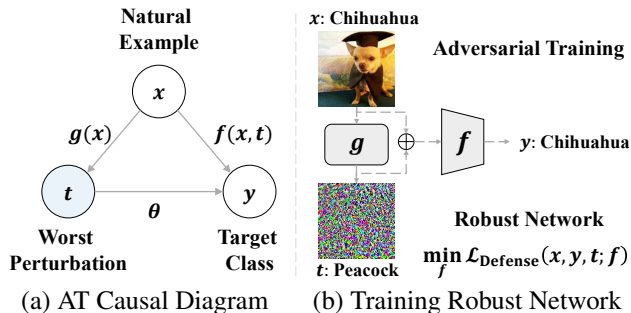 Natural
Example
x
g(x)
f(x, t)
t
θ
y
Worst
Perturbation
Target
Class
(a) AT Causal Diagram
x: Chihuahua
Adversarial Training
g
⊕
f
y: Chihuahua
t: Peacock
Robust Network
min_f ℒ_Defense(x, y, t; f)
(b) Training Robust Network